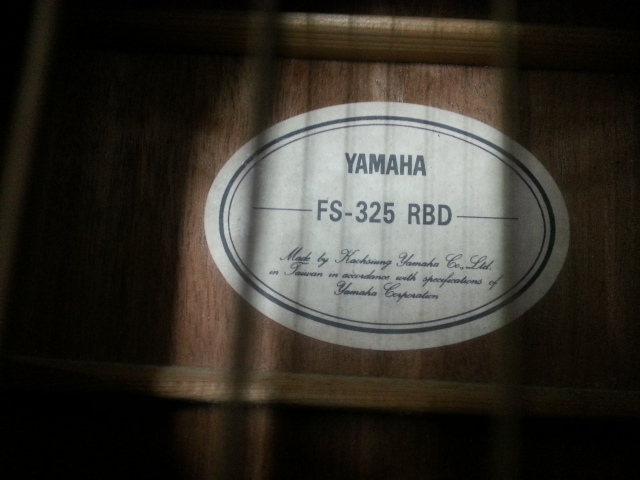 YAMAHA
FS-325 RBD
Made by Kaohsiung Yamaha Co., Ltd.
in Taiwan in accordance with specifications of
Yamaha Corporation